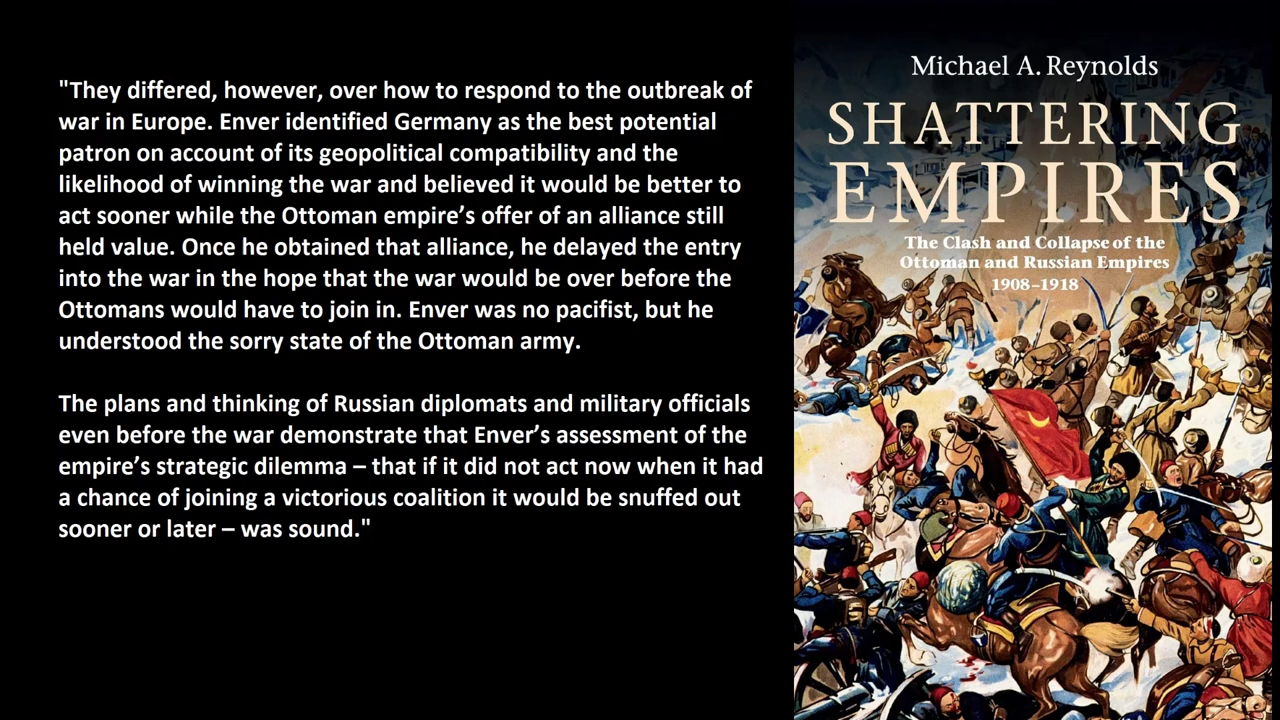 "They differed, however, over how to respond to the outbreak of
war in Europe. Enver identified Germany as the best potential
patron on account of its geopolitical compatibility and the
likelihood of winning the war and believed it would be better to
act sooner while the Ottoman empire’s offer of an alliance still
held value. Once he obtained that alliance, he delayed the entry
into the war in the hope that the war would be over before the
Ottomans would have to join in. Enver was no pacifist, but he
understood the sorry state of the Ottoman army.
The plans and thinking of Russian diplomats and military officials
even before the war demonstrate that Enver’s assessment of the
empire’s strategic dilemma – that if it did not act now when it had
a chance of joining a victorious coalition it would be snuffed out
sooner or later – was sound."
Michael A. Reynolds
SHATTERING
EMPIRES
The Clash and Collapse of the
Ottoman and Russian Empires
1908–1918